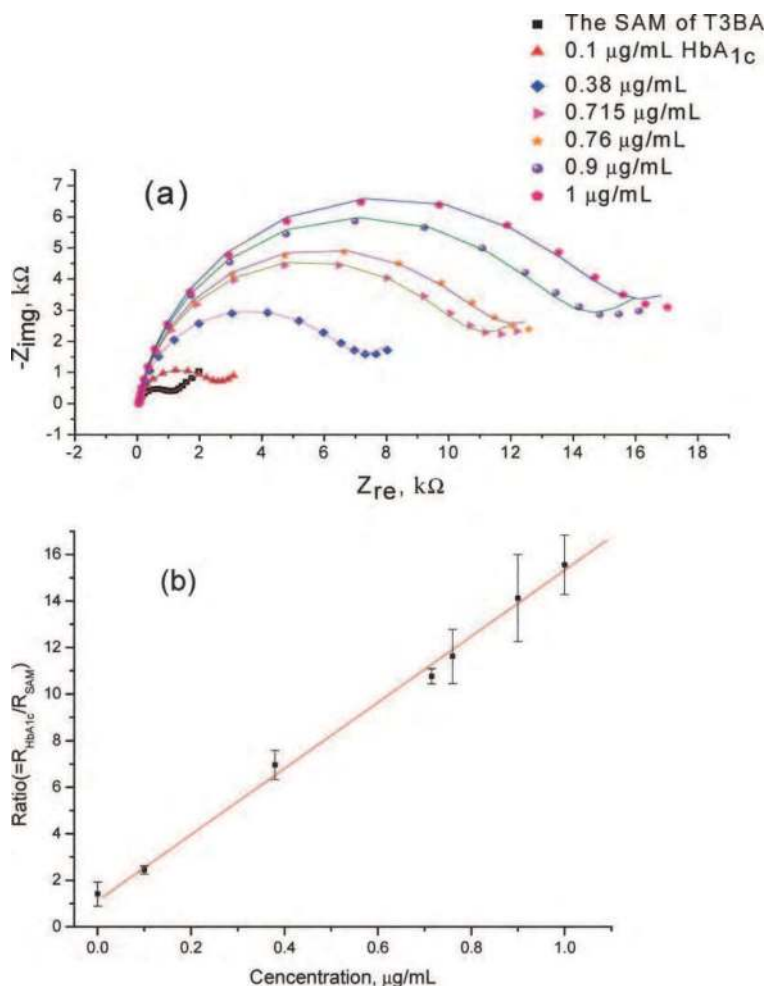 The SAM of T3BA
0.1 μg/mL HbA1c
0.38 μg/mL
0.715 μg/mL
0.76 μg/mL
0.9 μg/mL
1 μg/mL
(a)
7
6
5
4
3
2
1
0
-1
-Zimg, kΩ
-2 0 2 4 6 8 10 12 14 16 18
Zre, kΩ
(b)
16
14
12
10
8
6
4
2
0
Ratio(=RHbA1c/RSAM)
0.0 0.2 0.4 0.6 0.8 1.0
Cencentration, μg/mL